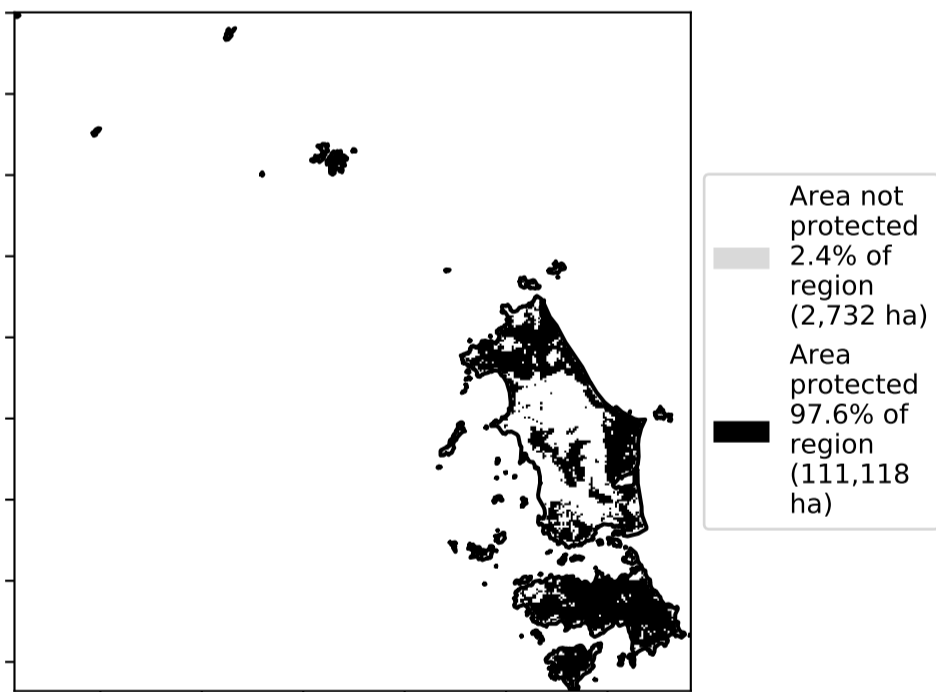 Area not
protected
2.4% of
region
(2,732 ha)
Area
protected
97.6% of
region
(111,118
ha)